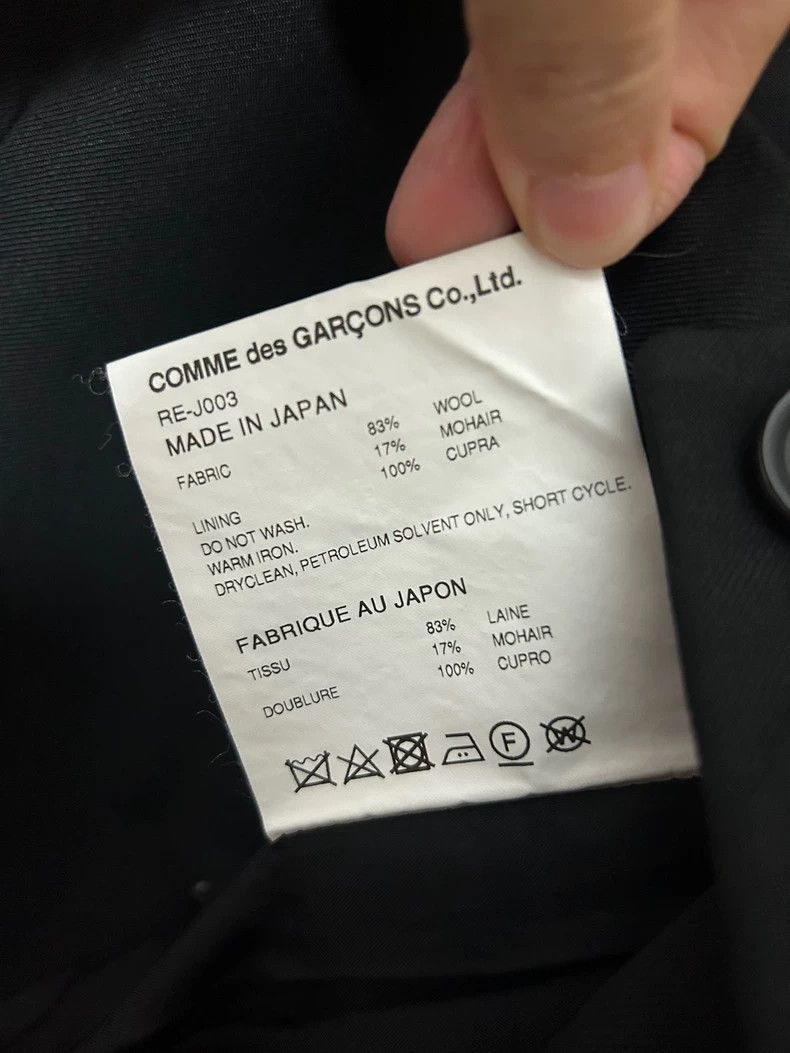 COMME des GARÇONS Co.,Ltd.
RE-J003
MADE IN JAPAN
FABRIC 83% WOOL
17% MOHAIR
LINING 100% CUPRA
DO NOT WASH.
WARM IRON.
DRYCLEAN, PETROLEUM SOLVENT ONLY, SHORT CYCLE.
FABRIQUE AU JAPON
TISSU 83% LAINE
17% MOHAIR
DOUBLURE 100% CUPRO
F W